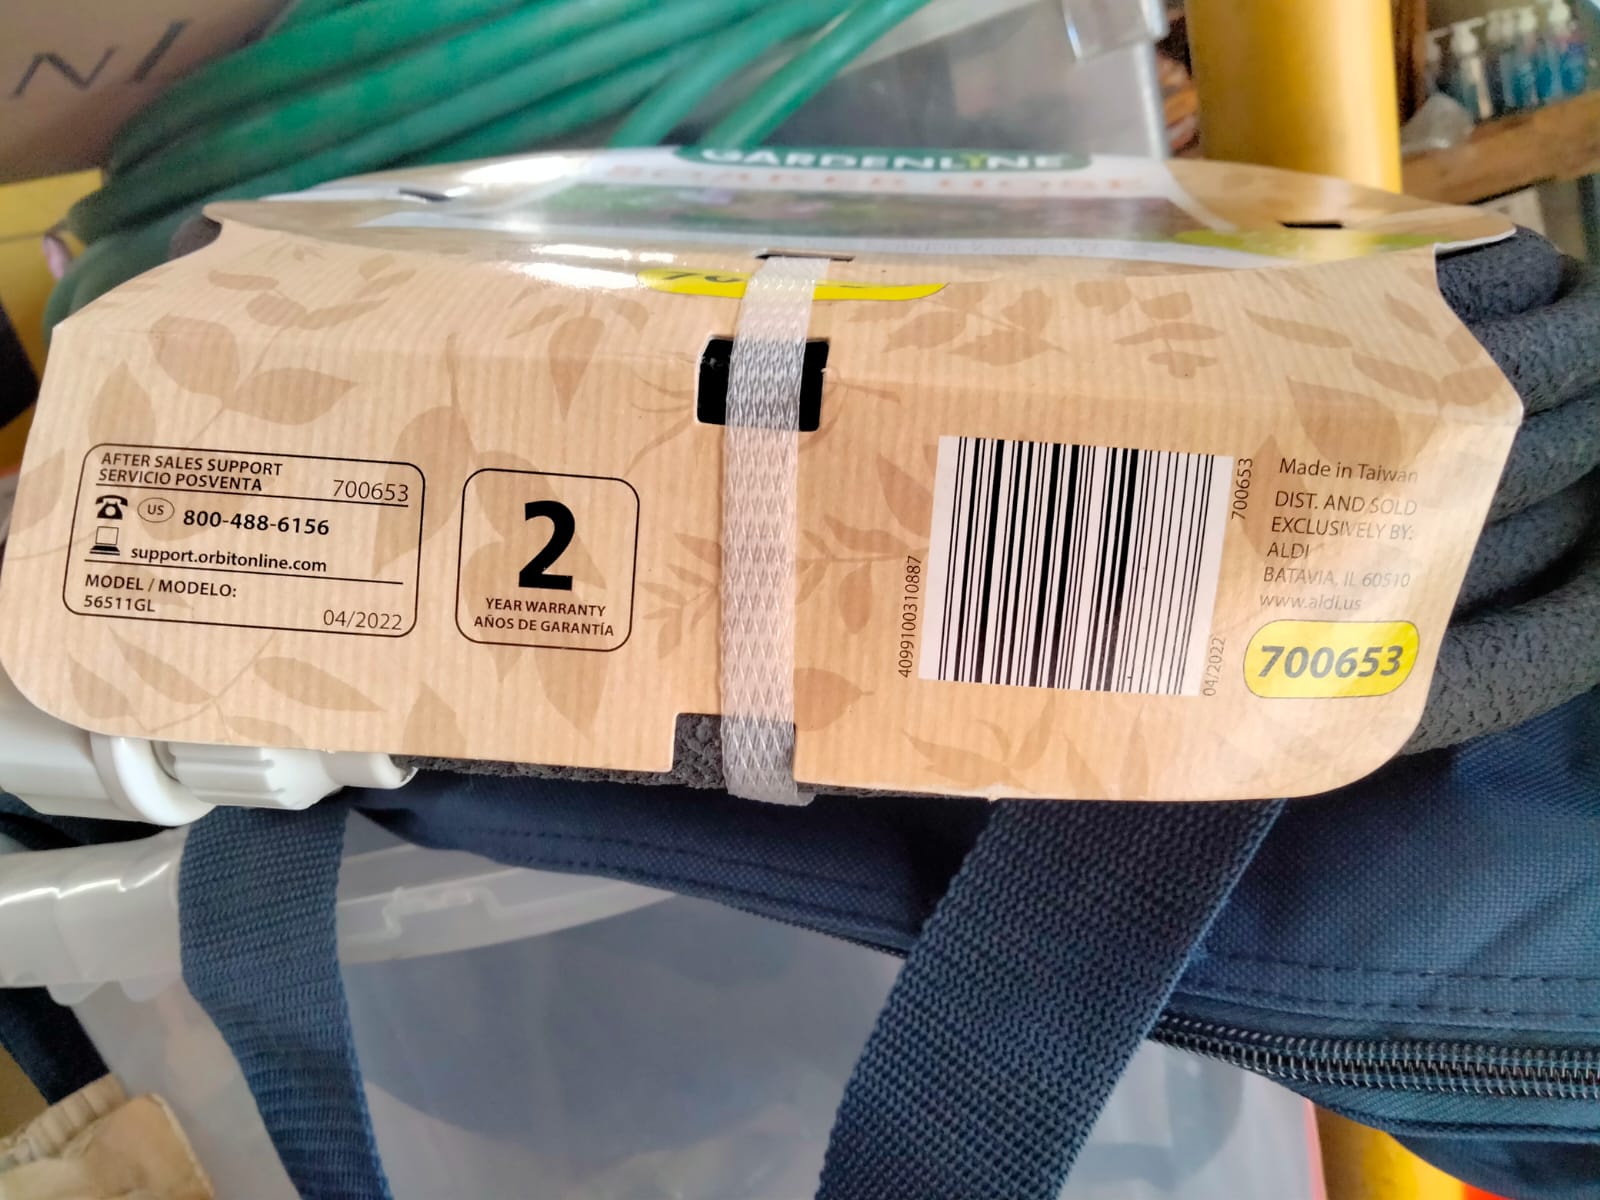 GARDENLINE
SOAKER HOSE
AFTER SALES SUPPORT
SERVICIO POSVENTA
700653
US 800-488-6156
support.orbitonline.com
MODEL / MODELO:
56511GL
04/2022
2
YEAR WARRANTY
AÑOS DE GARANTÍA
4099100310887
700653
04/2022
Made in Taiwan
DIST. AND SOLD
EXCLUSIVELY BY:
ALDI
BATAVIA, IL 60510
www.aldi.us
700653